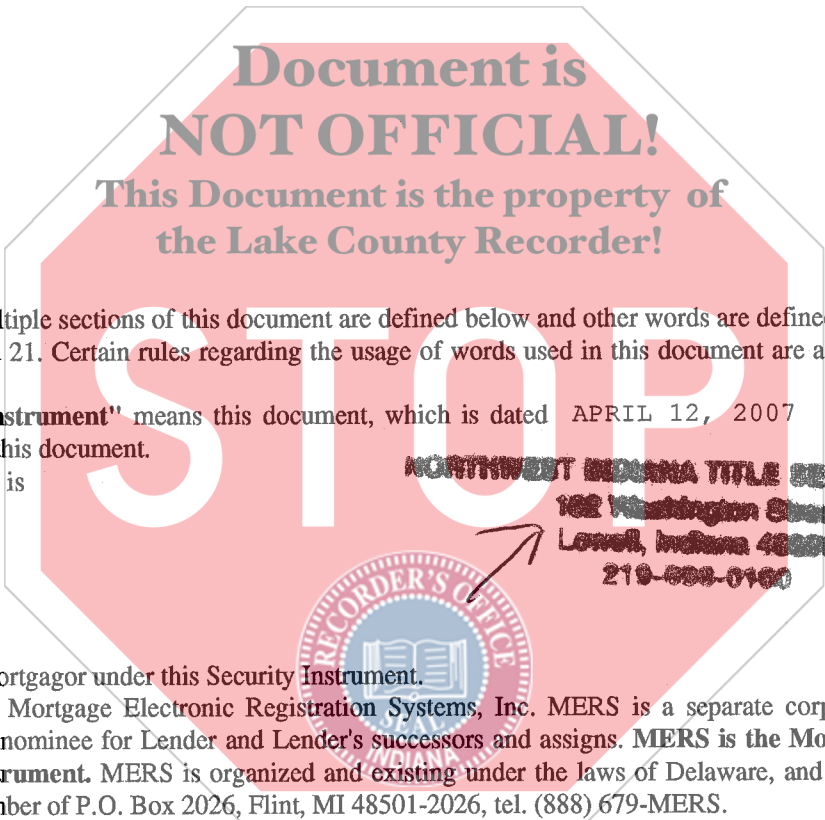 Document is
NOT OFFICIAL!
This Document is the property of
the Lake County Recorder!
STOP
ltiple sections of this document are defined below and other words are define
21. Certain rules regarding the usage of words used in this document are a
strument" means this document, which is dated APRIL 12, 2007
his document.
is
NORTHWEST INDIANA TITLE
162 Washington
Lowell, Indiana
RECORDER'S OFFICE
SEAL
INDIANA
ortgagor under this Security Instrument.
Mortgage Electronic Registration Systems, Inc. MERS is a separate corp
nominee for Lender and Lender's successors and assigns. MERS is the Mo
rument. MERS is organized and existing under the laws of Delaware, and
ber of P.O. Box 2026, Flint, MI 48501-2026, tel. (888) 679-MERS.